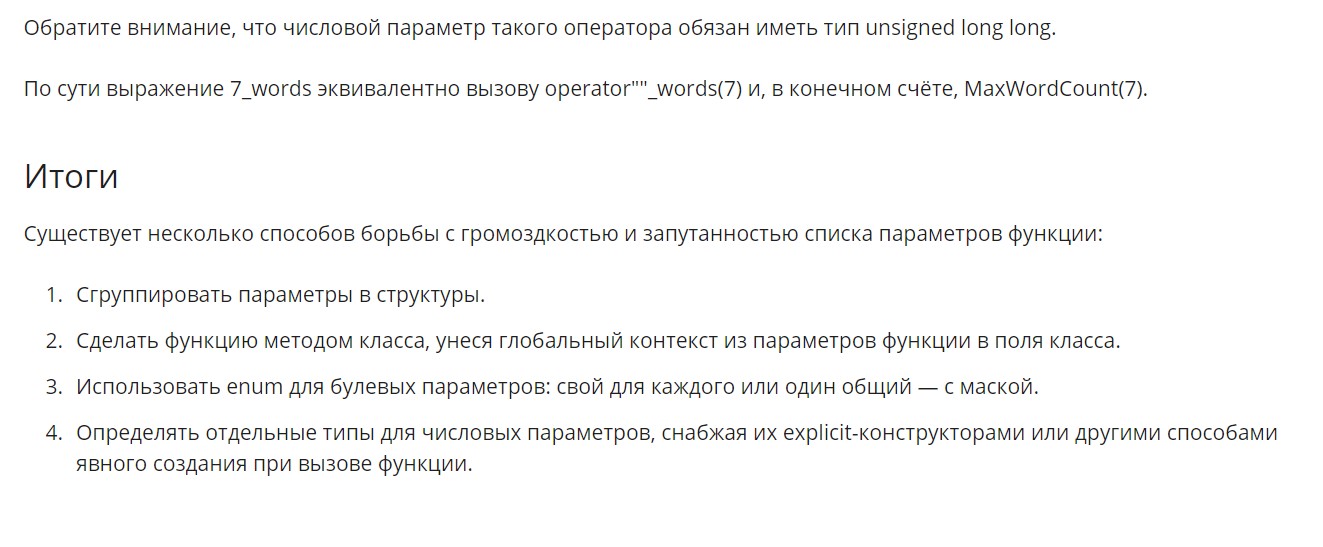 Обратите внимание, что числовой параметр такого оператора обязан иметь тип unsigned long long.
По сути выражение 7_words эквивалентно вызову operator""_words(7) и, в конечном счёте, MaxWordCount(7).
Итоги
Существует несколько способов борьбы с громоздкостью и запутанностью списка параметров функции:
1. Сгруппировать параметры в структуры.
2. Сделать функцию методом класса, унеся глобальный контекст из параметров функции в поля класса.
3. Использовать enum для булевых параметров: свой для каждого или один общий — с маской.
4. Определять отдельные типы для числовых параметров, снабжая их explicit-конструкторами или другими способами
явного создания при вызове функции.